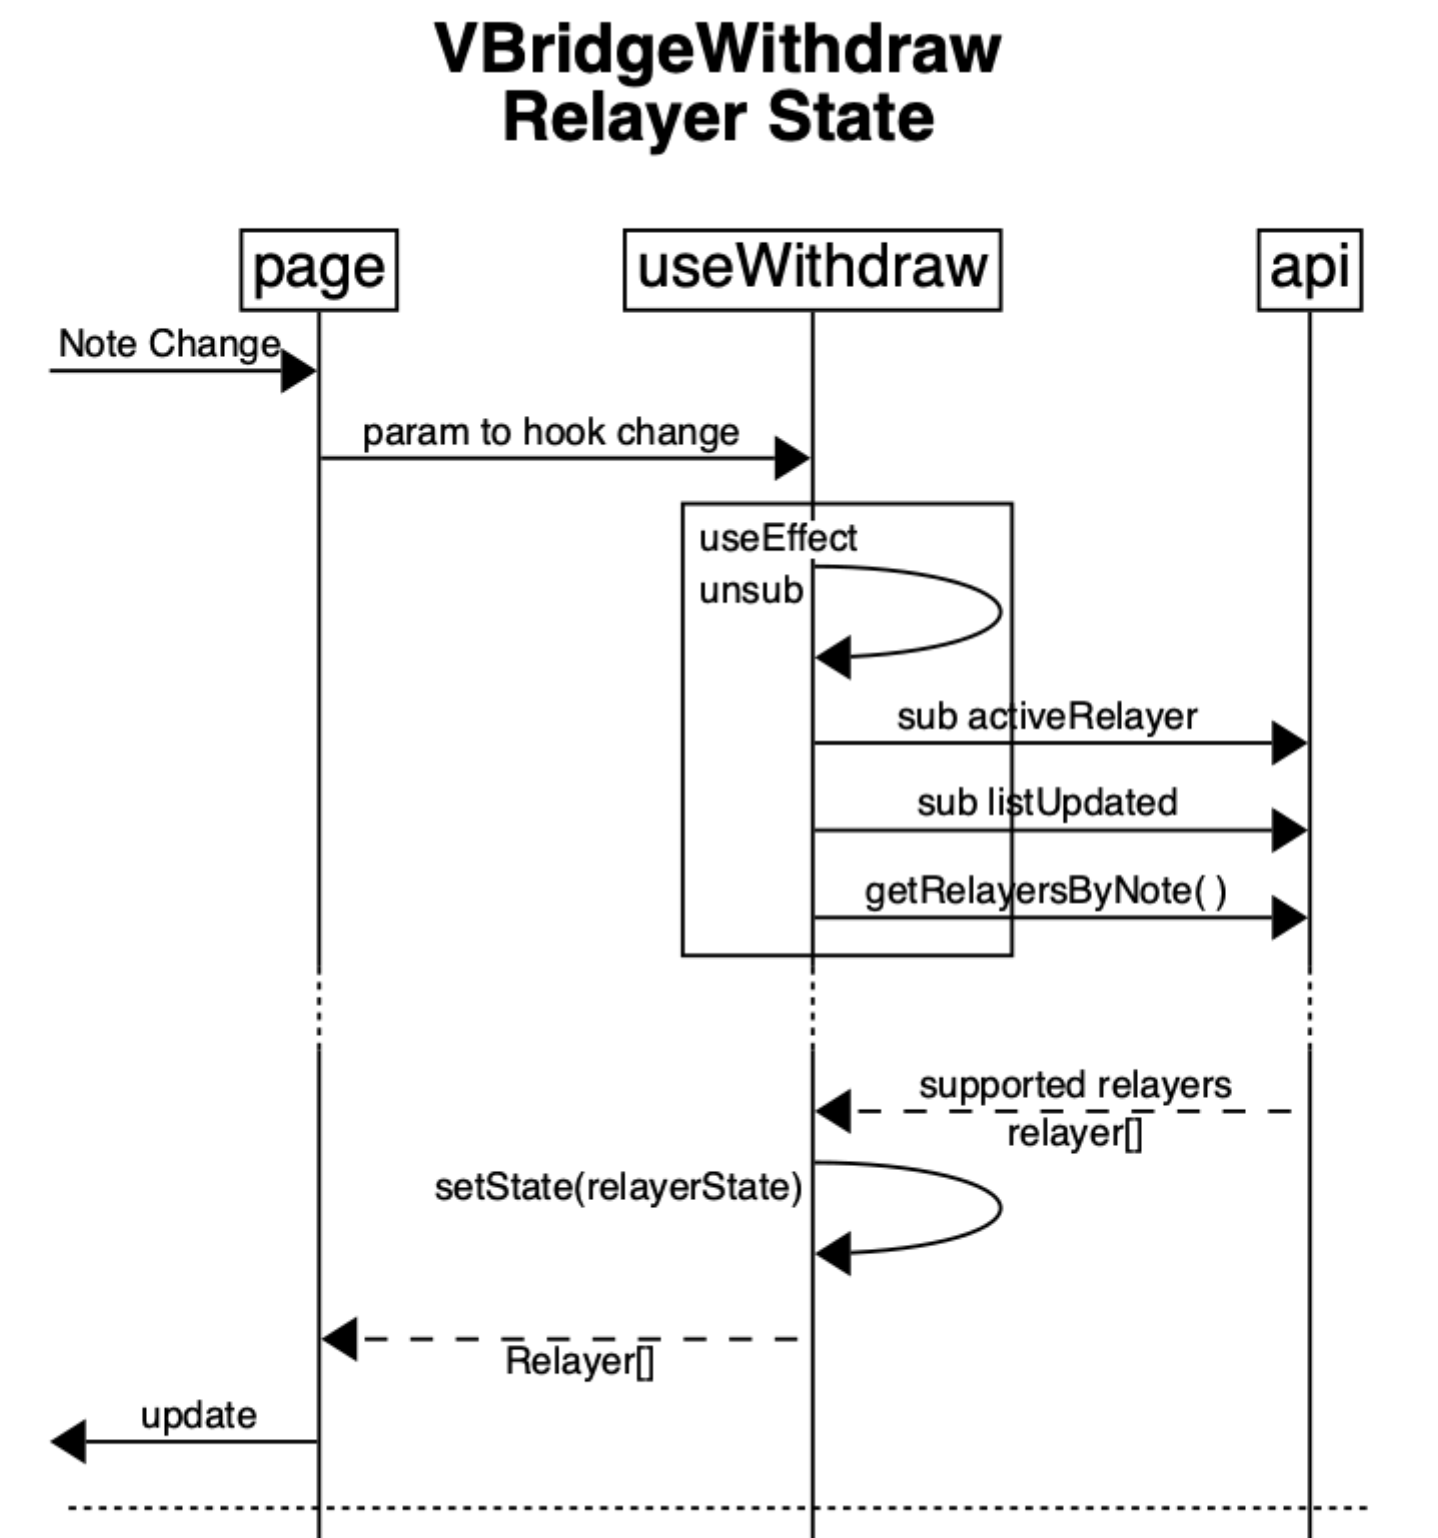 VBridgeWithdraw
Relayer State
page
useWithdraw
api
Note Change
param to hook change
useEffect
unsub
sub activeRelayer
sub listUpdated
getRelayersByNote( )
supported relayers
relayer[]
setState(relayerState)
Relayer[]
update